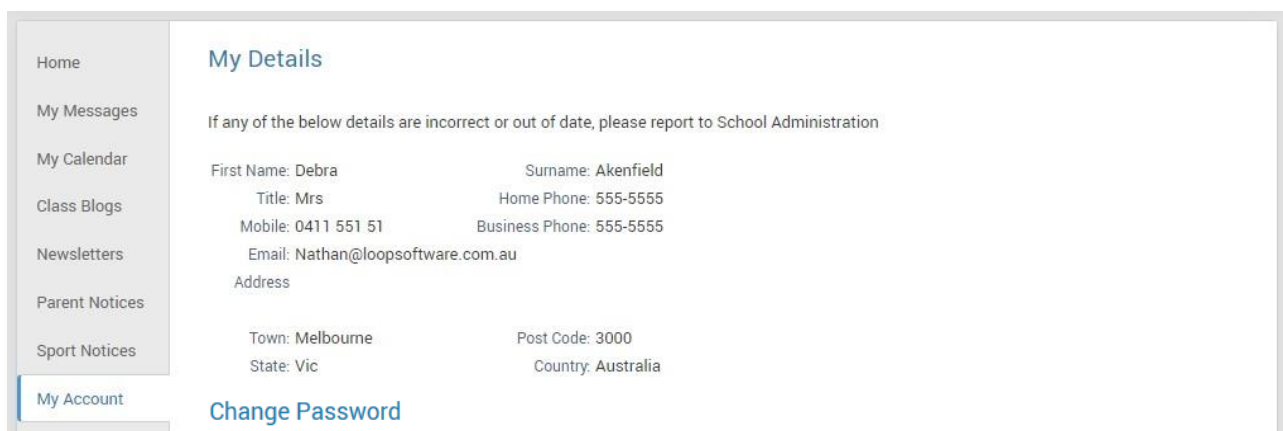 Home
My Messages
My Calendar
Class Blogs
Newsletters
Parent Notices
Sport Notices
My Account
My Details
If any of the below details are incorrect or out of date, please report to School Administration
First Name: Debra Surname: Akenfield
Title: Mrs Home Phone: 555-5555
Mobile: 0411 551 51 Business Phone: 555-5555
Email: Nathan@loopsoftware.com.au
Address
Town: Melbourne Post Code: 3000
State: Vic Country: Australia
Change Password